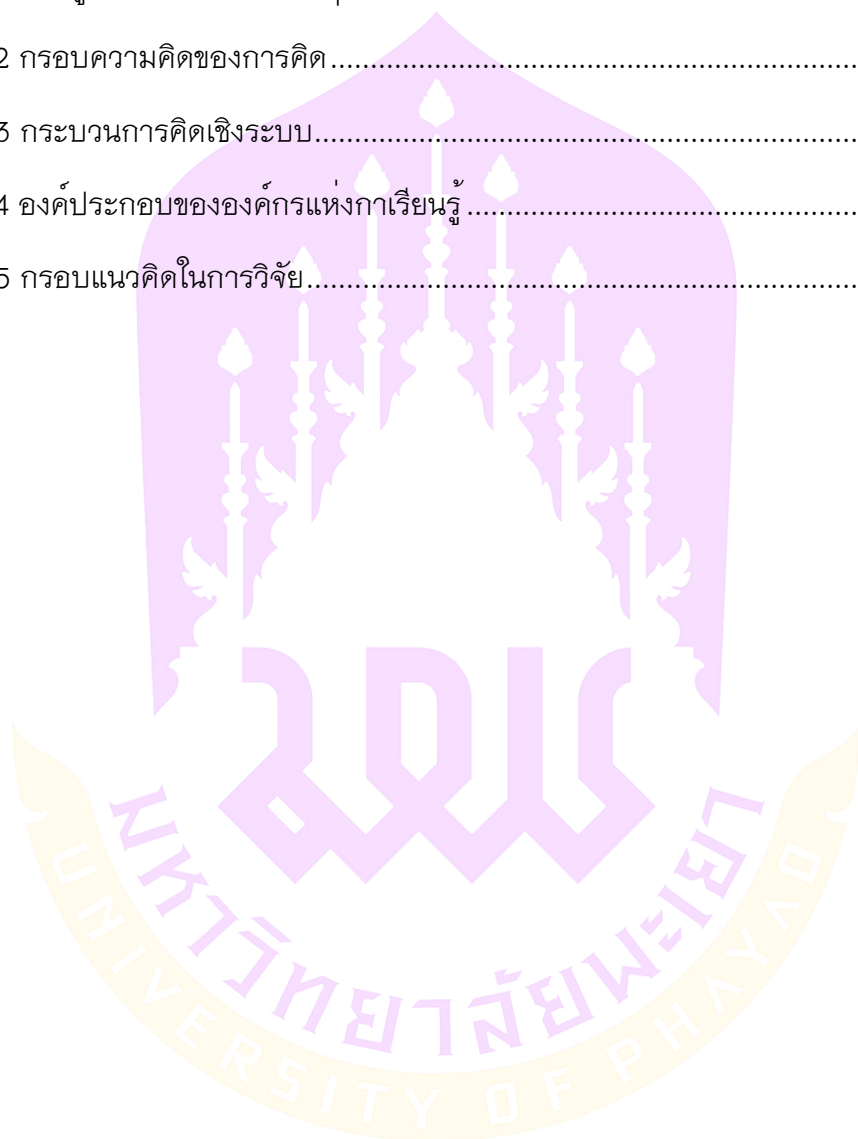 2 กรอบความคิดของการคิด........................................................................
3 กระบวนการคิดเชิงระบบ........................................................................
4 องค์ประกอบขององค์กรแห่งกาเรียนรู้........................................................
5 กรอบแนวคิดในการวิจัย........................................................................
มหาวิทยาลัยพะเยา
UNIVERSITY OF PHAYAO